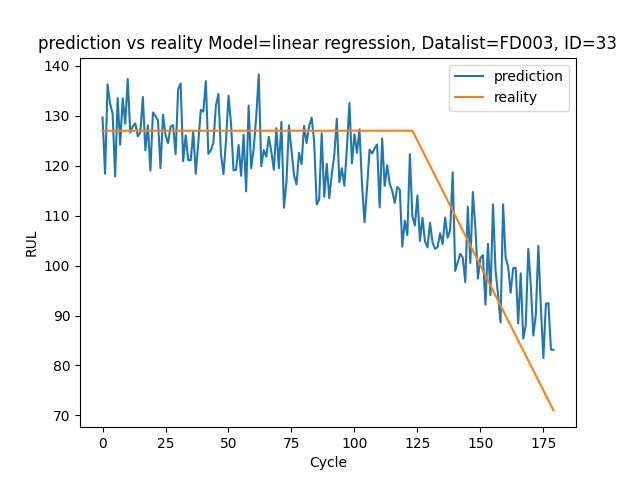 prediction vs reality Model=linear regression, Datalist=FD003, ID=33
prediction
reality
RUL
140
130
120
110
100
90
80
70
0 25 50 75 100 125 150 175
Cycle